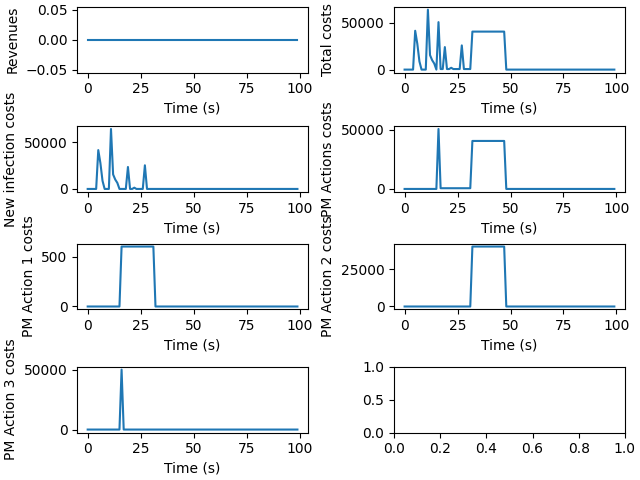 Revenues
0.05
0.00
−0.05
0 25 50 75 100
Time (s)
Total costs
50000
0
0 25 50 75 100
Time (s)
New infection costs
50000
0
0 25 50 75 100
Time (s)
PM Actions costs
50000
0
0 25 50 75 100
Time (s)
PM Action 1 costs
500
0
0 25 50 75 100
Time (s)
PM Action 2 costs
25000
0
0 25 50 75 100
Time (s)
PM Action 3 costs
50000
0
0 25 50 75 100
Time (s)
1.0
0.5
0.0
0.0 0.2 0.4 0.6 0.8 1.0